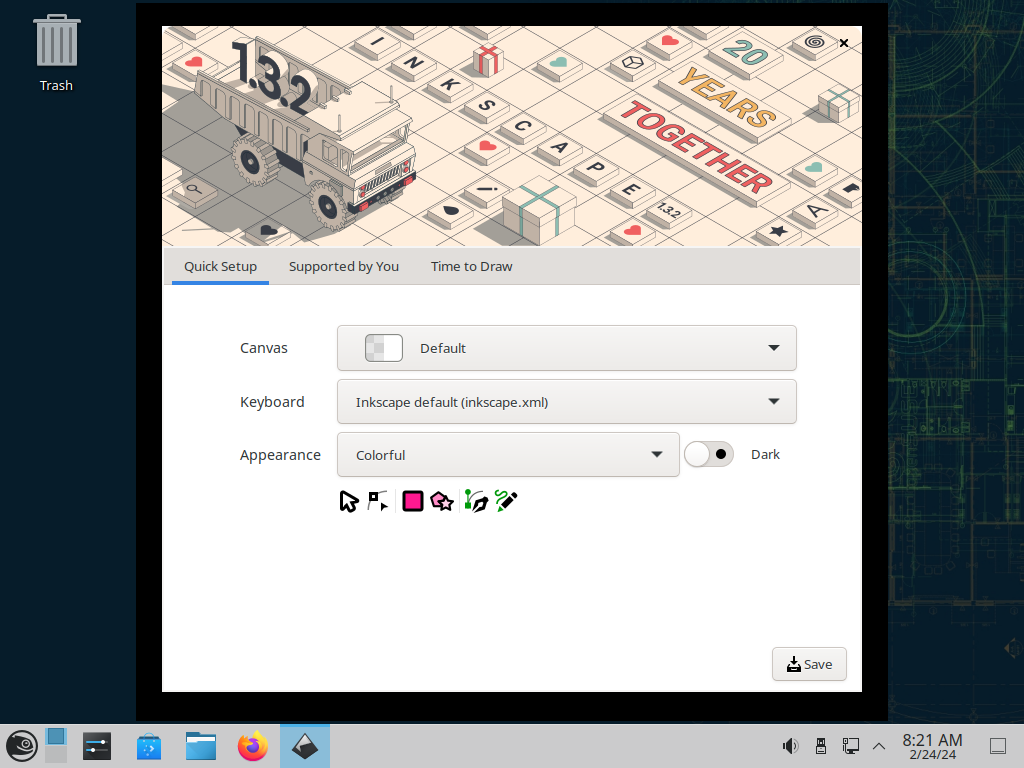 Trash
1.3.2
INKSCAPE
1.3.2
20
YEARS
TOGETHER
A
!
Quick Setup
Supported by You
Time to Draw
Canvas
Default
Keyboard
Inkscape default (inkscape.xml)
Appearance
Colorful
Dark
Save
8:21 AM
2/24/24